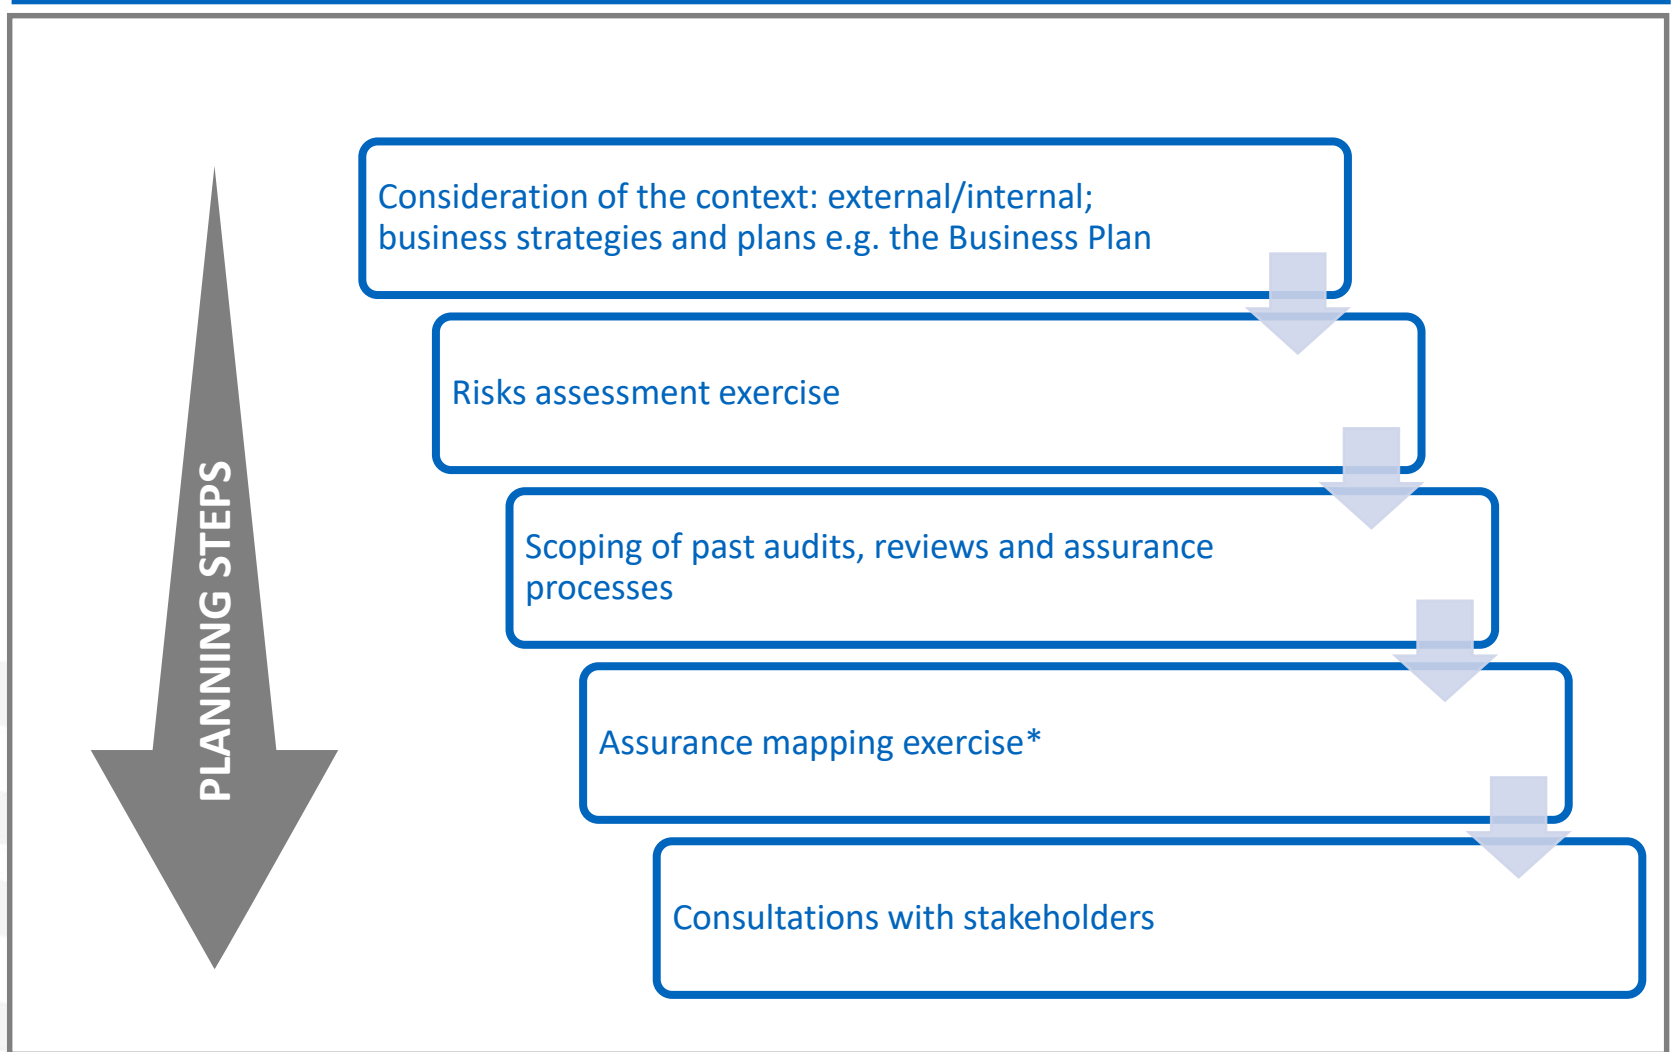 Consideration of the context: external/internal;
business strategies and plans e.g. the Business Plan
Risks assessment exercise
Scoping of past audits, reviews and assurance
processes
Assurance mapping exercise*
Consultations with stakeholders
PLANNING STEPS